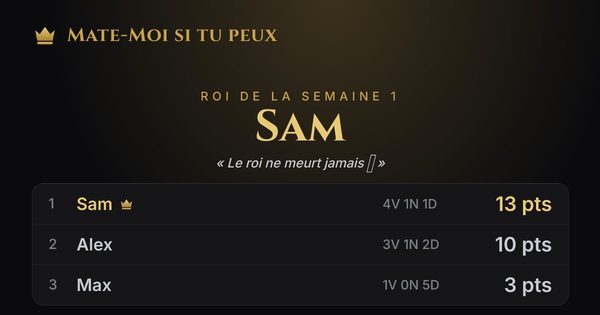 Mate-Moi si tu peux
ROI DE LA SEMAINE 1
Sam
« Le roi ne meurt jamais »
1 Sam 4V 1N 1D 13 pts
2 Alex 3V 1N 2D 10 pts
3 Max 1V 0N 5D 3 pts